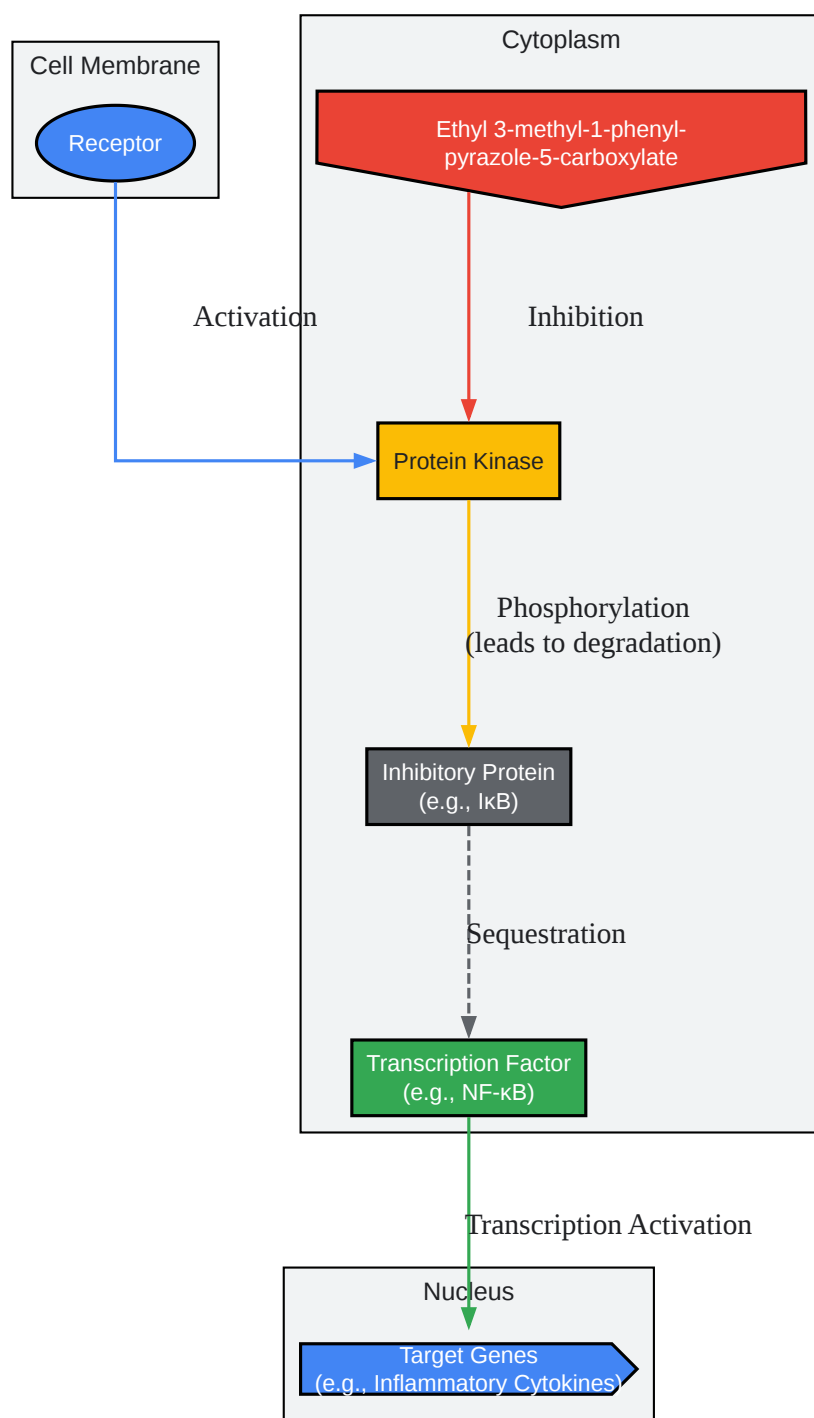 Cytoplasm
Cell Membrane
Ethyl 3-methyl-1-phenyl-
pyrazole-5-carboxylate
Receptor
Activation
Inhibition
Protein Kinase
Phosphorylation
(leads to degradation)
Inhibitory Protein
(e.g., IκB)
Sequestration
Transcription Factor
(e.g., NF-κB)
Transcription Activation
Nucleus
Target Genes
(e.g., Inflammatory Cytokines)